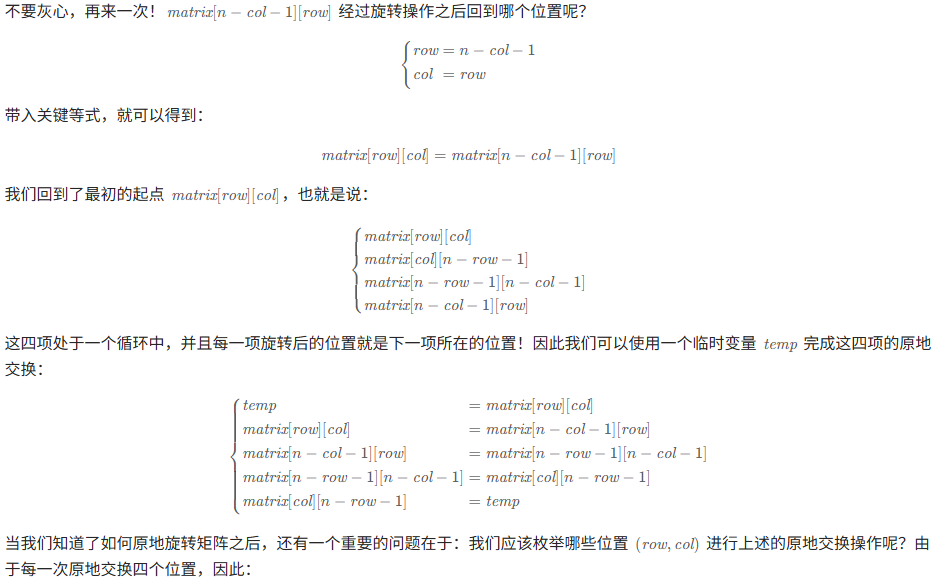 不要灰心，再来一次！matrix[n − col − 1][row] 经过旋转操作之后回到哪个位置呢？
row = n − col − 1
col = row
带入关键等式，就可以得到：
matrix[row][col] = matrix[n − col − 1][row]
我们回到了最初的起点 matrix[row][col]，也就是说：
matrix[row][col]
matrix[col][n − row − 1]
matrix[n − row − 1][n − col − 1]
matrix[n − col − 1][row]
这四项处于一个循环中，并且每一项旋转后的位置就是下一项所在的位置！因此我们可以使用一个临时变量 temp 完成这四项的原地
交换：
temp = matrix[row][col]
matrix[row][col] = matrix[n − col − 1][row]
matrix[n − col − 1][row] = matrix[n − row − 1][n − col − 1]
matrix[n − row − 1][n − col − 1] = matrix[col][n − row − 1]
matrix[col][n − row − 1] = temp
当我们知道了如何原地旋转矩阵之后，还有一个重要的问题在于：我们应该枚举哪些位置 (row, col) 进行上述的原地交换操作呢？由
于每一次原地交换四个位置，因此：